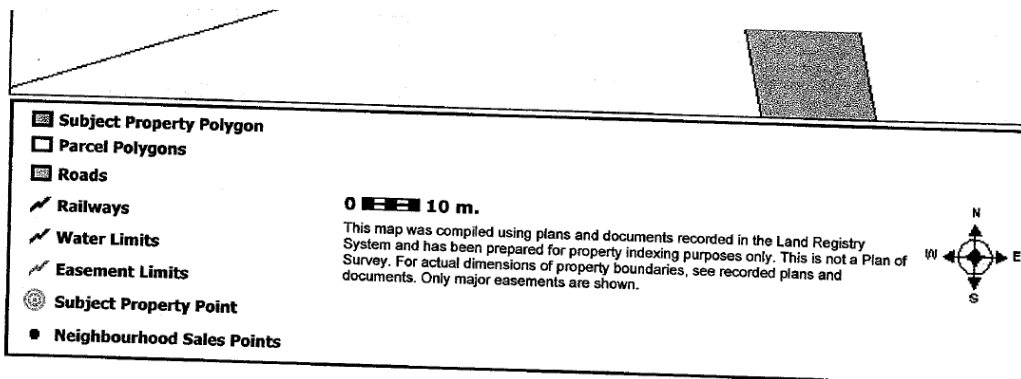 Subject Property Polygon
Parcel Polygons
Roads
Railways
Water Limits
Easement Limits
Subject Property Point
Neighbourhood Sales Points
0 10 m.
This map was compiled using plans and documents recorded in the Land Registry
System and has been prepared for property indexing purposes only. This is not a Plan of
Survey. For actual dimensions of property boundaries, see recorded plans and
documents. Only major easements are shown.
N
W E
S